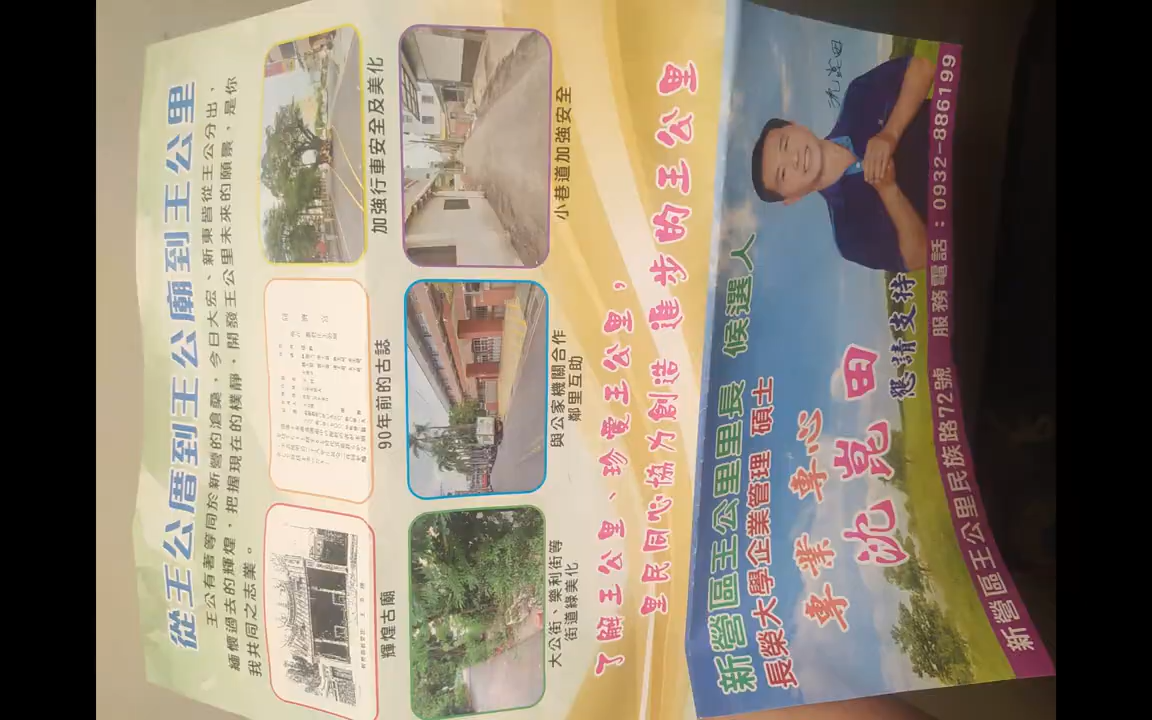 從王公厝到王公廟到王公里
王公有著等同於新營的滄桑，今日大宏、新東皆從王公分出，
緬懷過去的輝煌，把握現在的樸靜，開發王公里未來的願景，是你
我共同之志業。
輝煌古廟
90年前的古誌
加強行車安全及美化
大公街、樂利街等
街道綠美化
與公家機關合作
鄰里互助
小巷道加強安全
了解王公里、珍愛王公里，
里民同心協力創造 進步的王公里
新營區王公里里長 候選人
長榮大學企業管理 碩士
專業 專心
沈崑田
懇請支持
沈崑田
新營區王公里民族路72號 服務電話：0932-886199